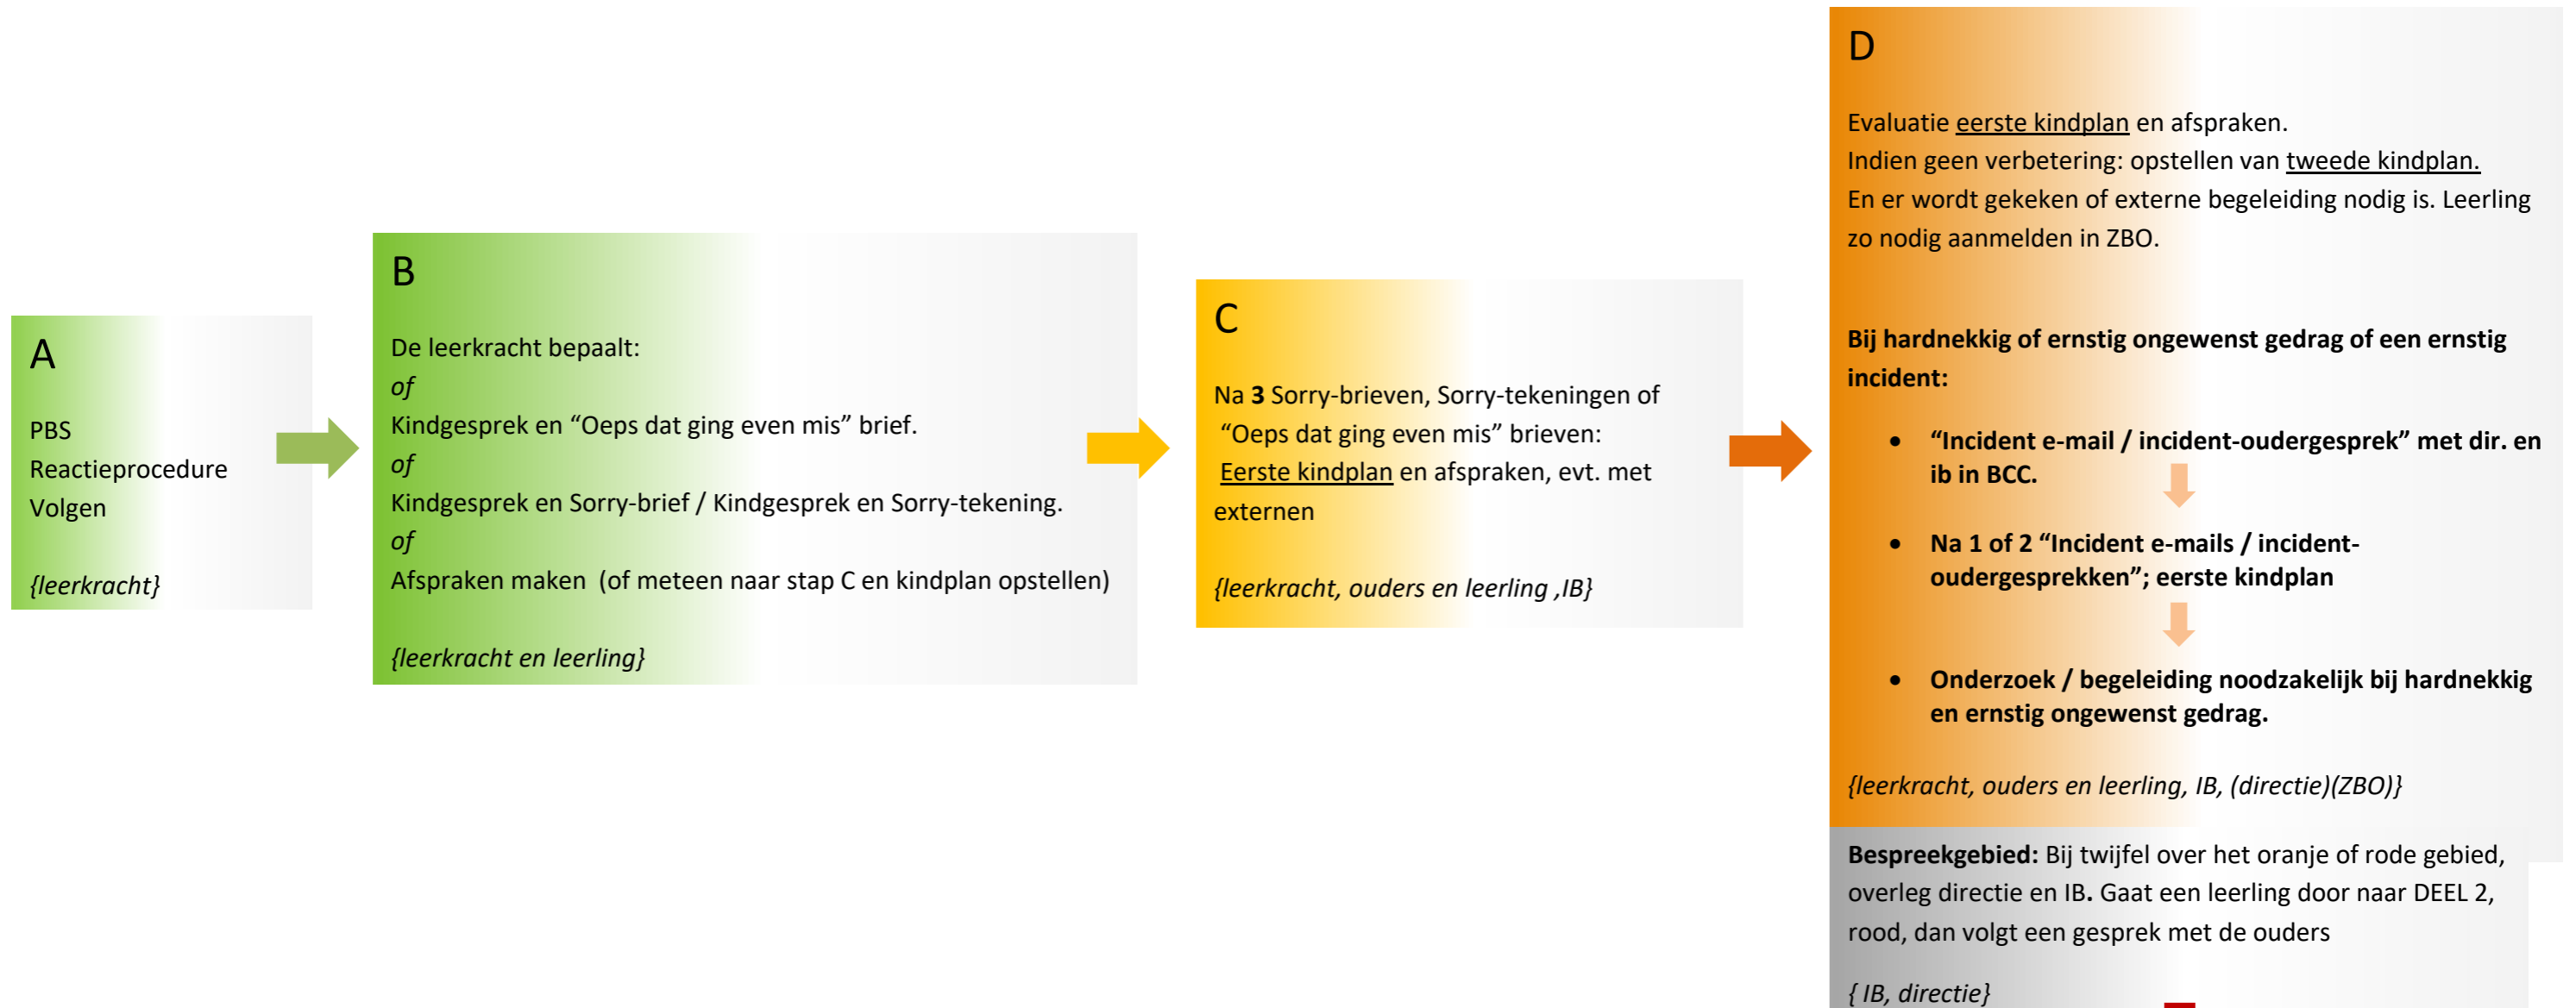 A
PBS
Reactieprocedure
Volgen
{leerkracht}
B
De leerkracht bepaalt:
of
Kindgesprek en “Oeps dat ging even mis” brief.
of
Kindgesprek en Sorry-brief / Kindgesprek en Sorry-tekening.
of
Afspraken maken (of meteen naar stap C en kindplan opstellen)
{leerkracht en leerling}
C
Na 3 Sorry-brieven, Sorry-tekeningen of
“Oeps dat ging even mis” brieven:
Eerste kindplan en afspraken, evt. met
externen
{leerkracht, ouders en leerling ,IB}
D
Evaluatie eerste kindplan en afspraken.
Indien geen verbetering: opstellen van tweede kindplan.
En er wordt gekeken of externe begeleiding nodig is. Leerling
zo nodig aanmelden in ZBO.
Bij hardnekkig of ernstig ongewenst gedrag of een ernstig
incident:
• “Incident e-mail / incident-oudergesprek” met dir. en
ib in BCC.
• Na 1 of 2 “Incident e-mails / incident-
oudergesprekken”; eerste kindplan
• Onderzoek / begeleiding noodzakelijk bij hardnekkig
en ernstig ongewenst gedrag.
{leerkracht, ouders en leerling, IB, (directie)(ZBO)}
Bespreekgebied: Bij twijfel over het oranje of rode gebied,
overleg directie en IB. Gaat een leerling door naar DEEL 2,
rood, dan volgt een gesprek met de ouders
{ IB, directie}